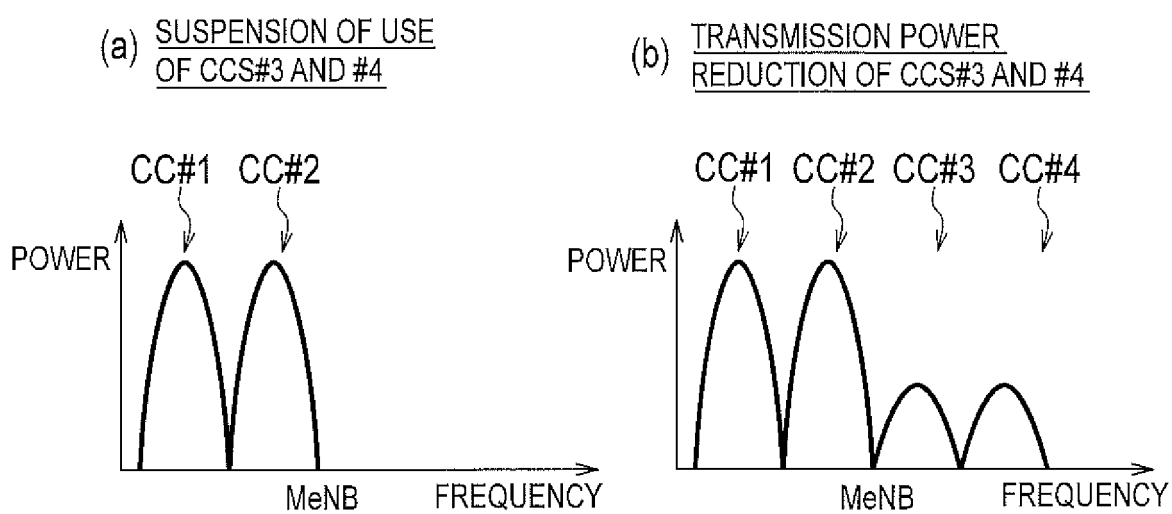 (a) SUSPENSION OF USE
OF CCS#3 AND #4
CC#1 CC#2
POWER
MeNB FREQUENCY
(b) TRANSMISSION POWER
REDUCTION OF CCS#3 AND #4
CC#1 CC#2 CC#3 CC#4
POWER
MeNB FREQUENCY